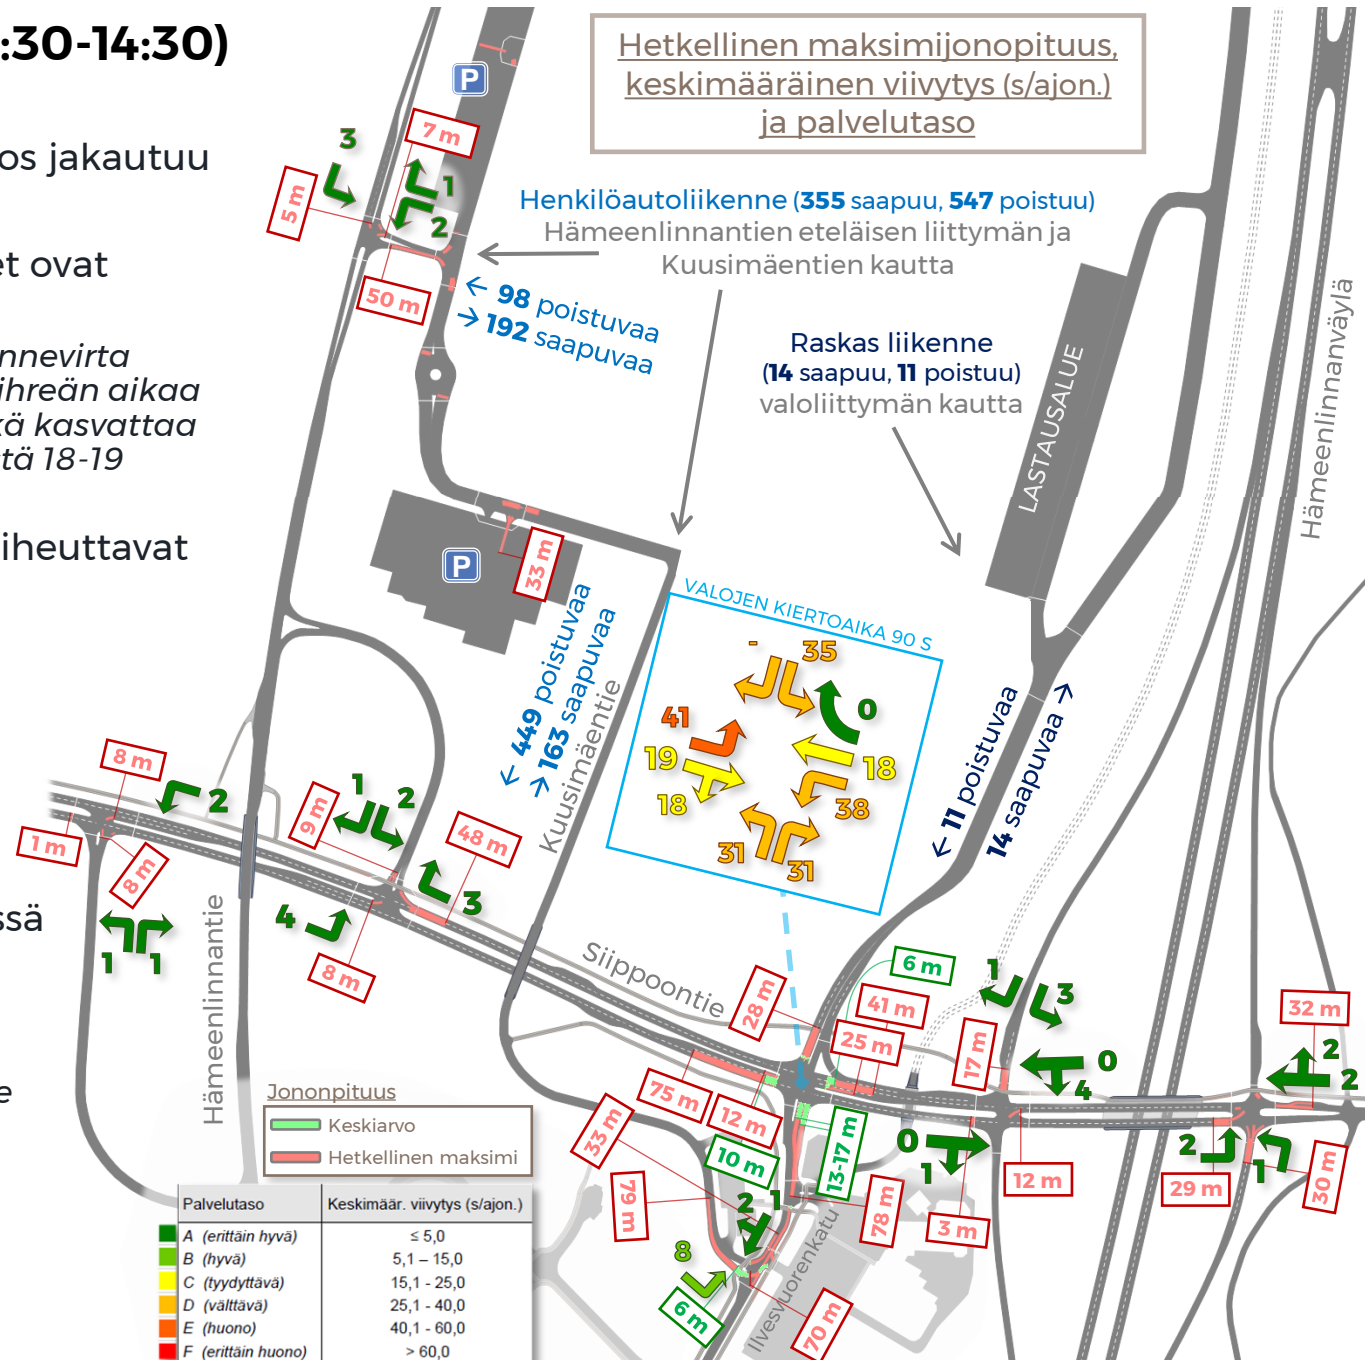 :30-14:30)
os jakautuu
et ovat
nnevirta
ihreän aikaa
kä kasvattaa
stä 18-19
iheuttavat
ssä
e
Hetkellinen maksimijonopituus,
keskimääräinen viivytys (s/ajon.)
ja palvelutaso
Henkilöautoliikenne (355 saapuu, 547 poistuu)
Hämeenlinnantien eteläisen liittymän ja
Kuusimäentien kautta
Raskas liikenne
(14 saapuu, 11 poistuu)
valoliittymän kautta
P
3
7 m
5 m
1
2
50 m
← 98 poistuvaa
→ 192 saapuvaa
LASTAUSALUE
Hämeenlinnanväylä
P
33 m
← 449 poistuvaa
→ 163 saapuvaa
Kuusimäentie
VALOJEN KIERTOAIKA 90 S
-
35
0
41
19
18
18
38
31
31
← 11 poistuvaa
14 saapuvaa →
8 m
2
1 m
8 m
1
1
9 m
1
2
48 m
3
4
8 m
Hämeenlinnantie
Siippoontie
28 m
6 m
41 m
25 m
1
3
17 m
0
4
32 m
2
2
75 m
12 m
10 m
13-17 m
0
1
12 m
3 m
2
29 m
1
30 m
33 m
79 m
2
1
78 m
8
6 m
70 m
Ilvesvuorenkatu
Jononpituus
Keskiarvo
Hetkellinen maksimi
Palvelutaso Keskimäär. viivytys (s/ajon.)
A (erittäin hyvä) ≤ 5,0
B (hyvä) 5,1 – 15,0
C (tyydyttävä) 15,1 - 25,0
D (välttävä) 25,1 - 40,0
E (huono) 40,1 - 60,0
F (erittäin huono) > 60,0